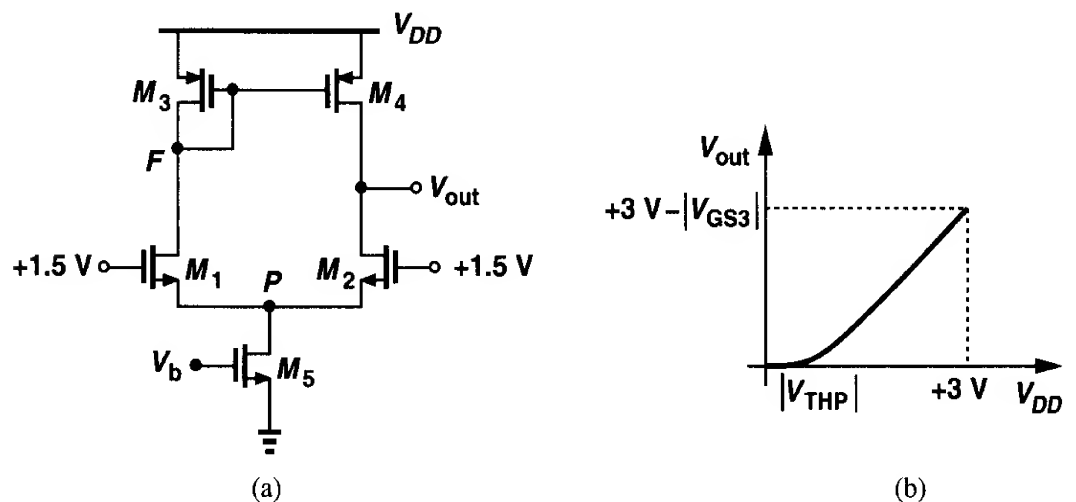 V_DD
M_3
M_4
F
V_out
+1.5 V
M_1
M_2
+1.5 V
P
V_b
M_5
(a)
V_out
+3 V–|V_GS3|
|V_THP|
+3 V
V_DD
(b)